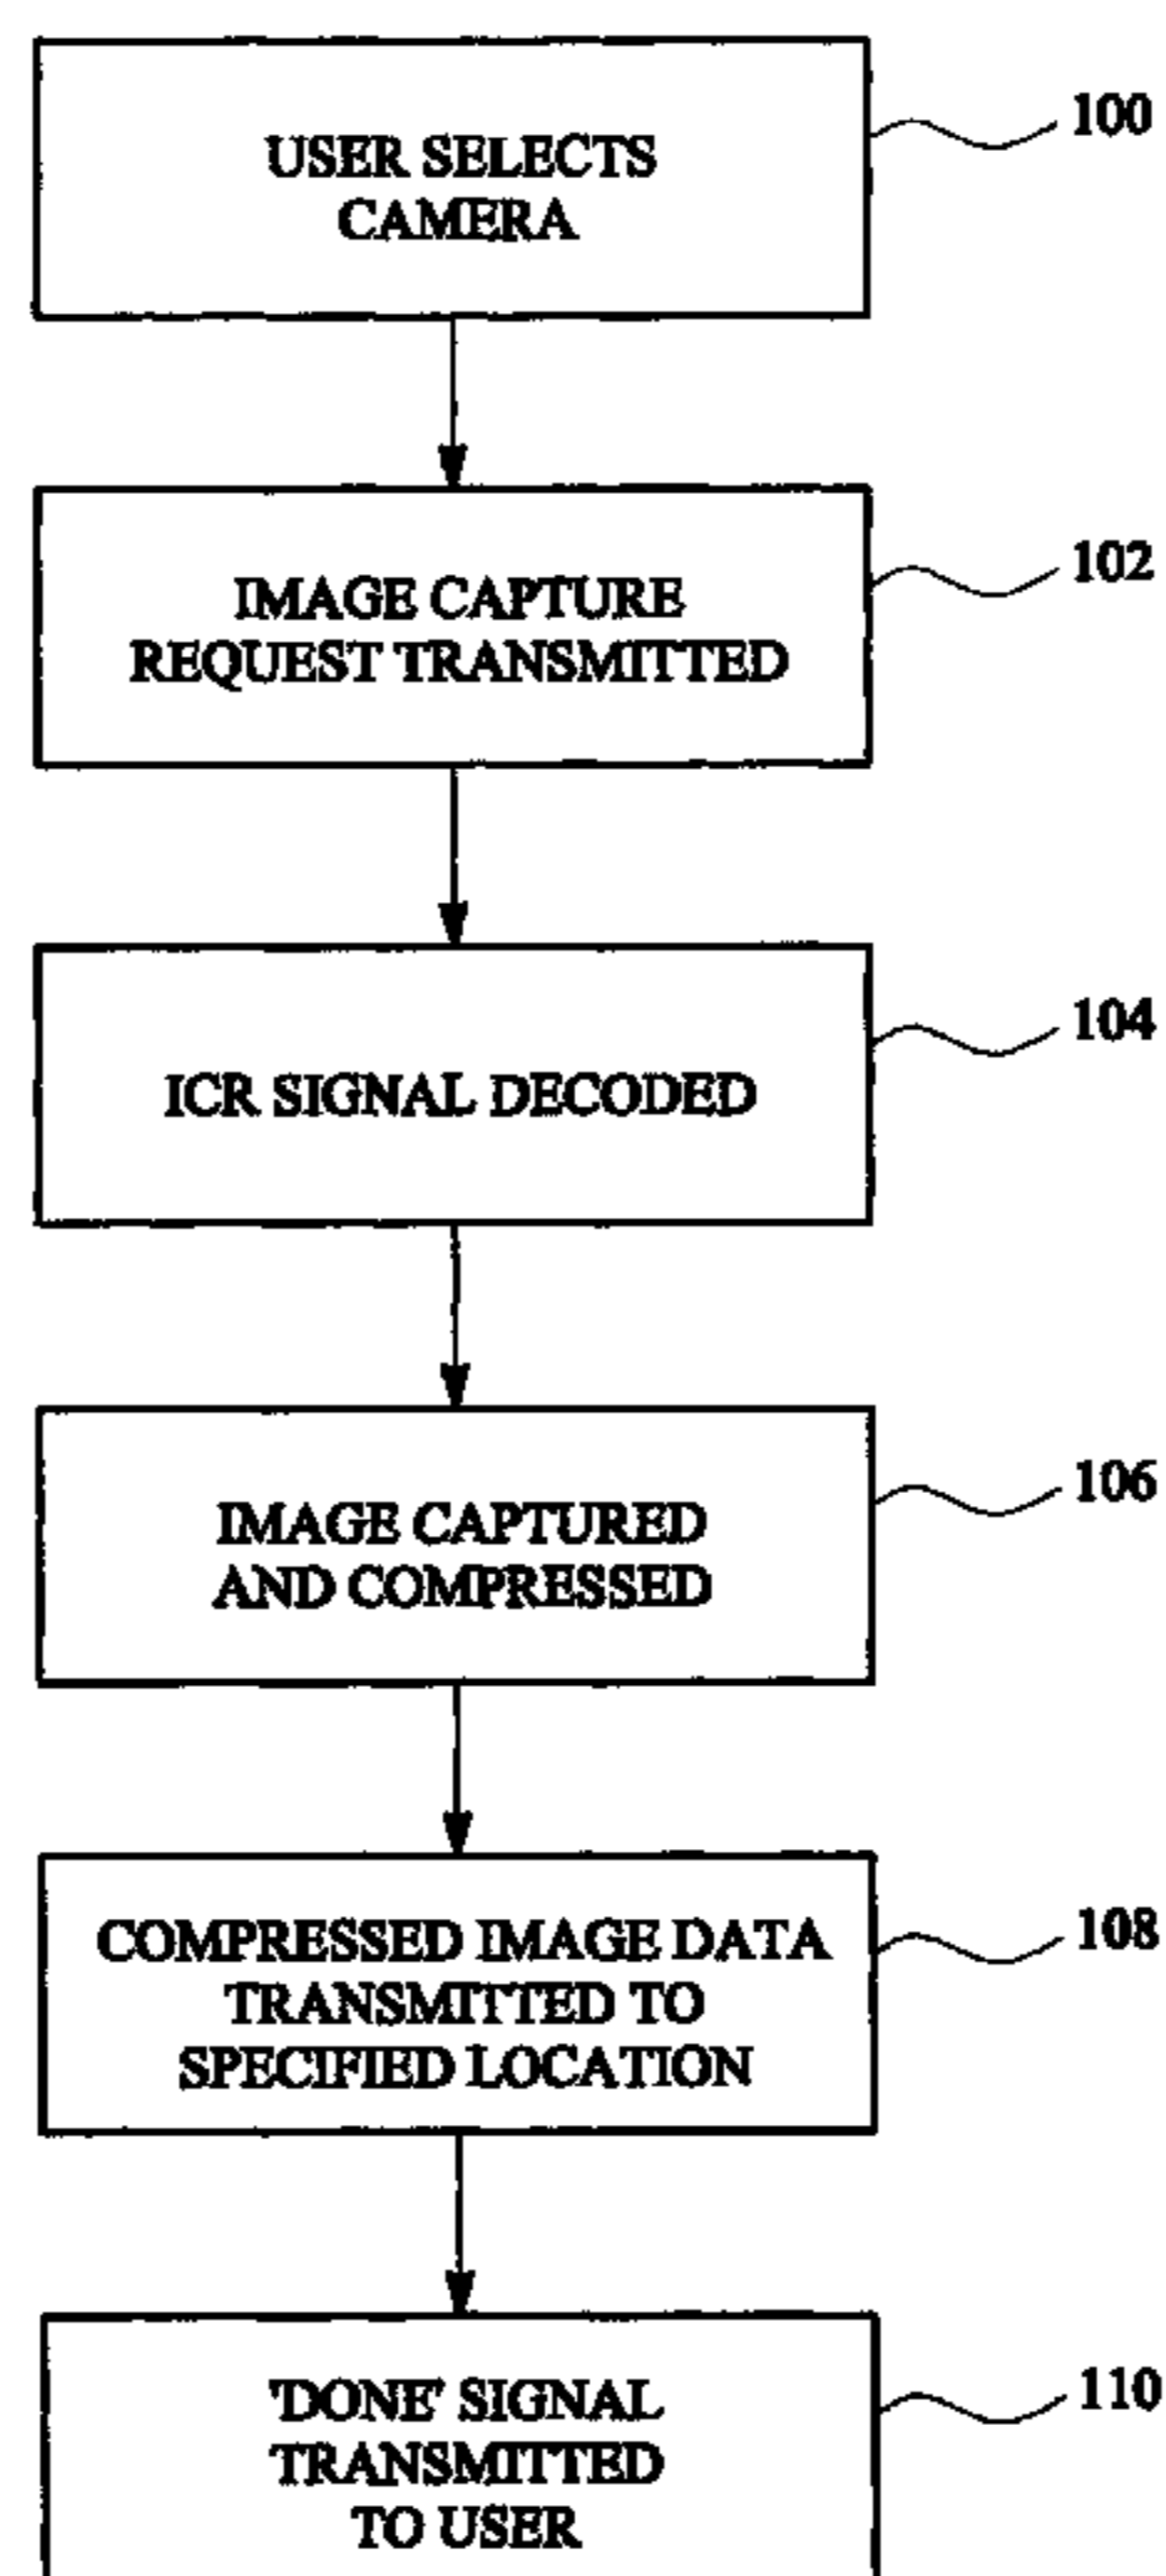 USER SELECTS
CAMERA
100
IMAGE CAPTURE
REQUEST TRANSMITTED
102
ICR SIGNAL DECODED
104
IMAGE CAPTURED
AND COMPRESSED
106
COMPRESSED IMAGE DATA
TRANSMITTED TO
SPECIFIED LOCATION
108
'DONE' SIGNAL
TRANSMITTED
TO USER
110